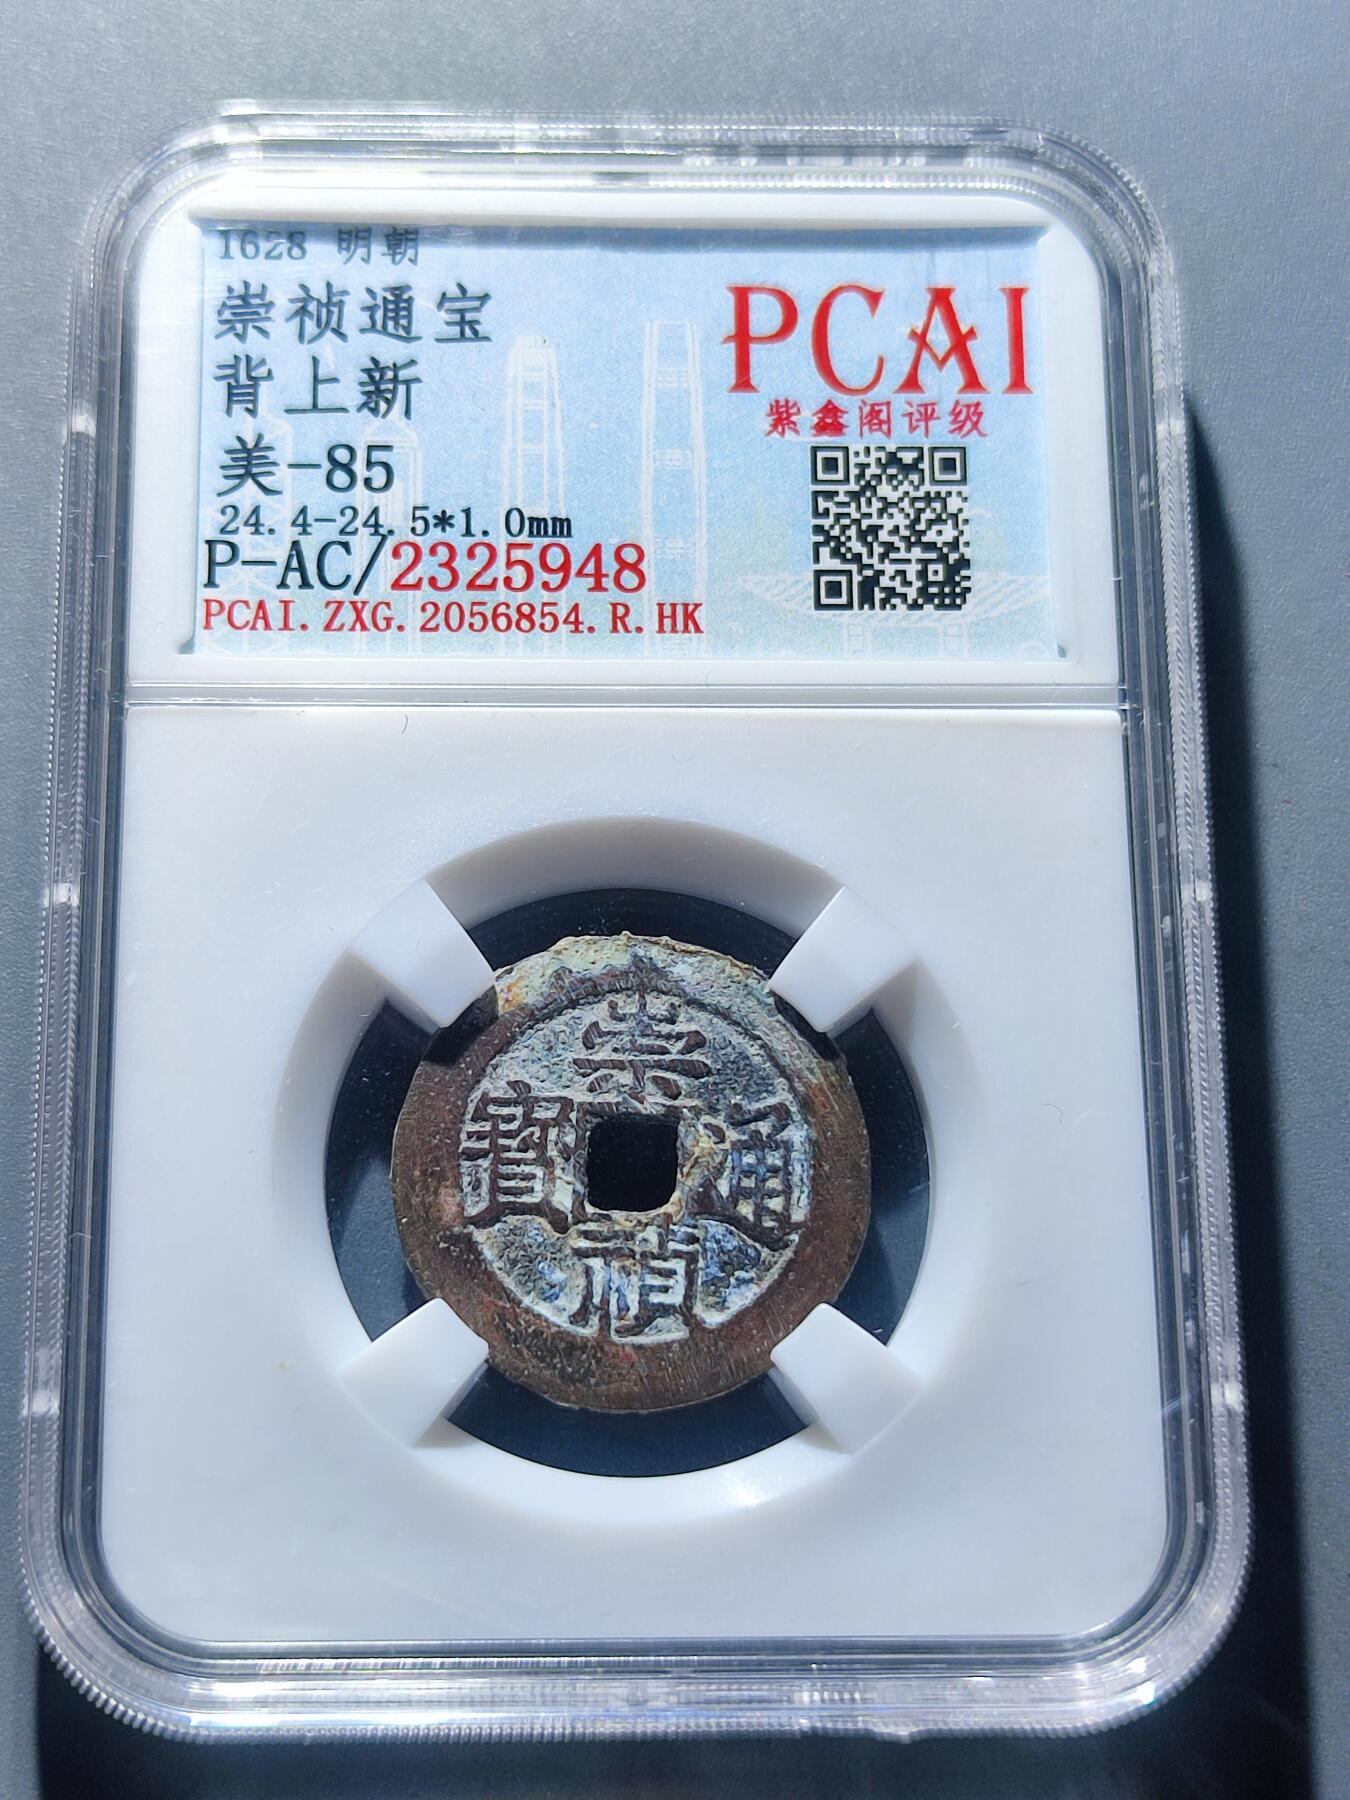 1628 明朝
崇祯通宝
背上新
美-85
24.4-24.5*1.0mm
P-AC/2325948
PCAI.ZXG.2056854.R.HK
PCAI
紫鑫阁评级
崇
寳 通
禎